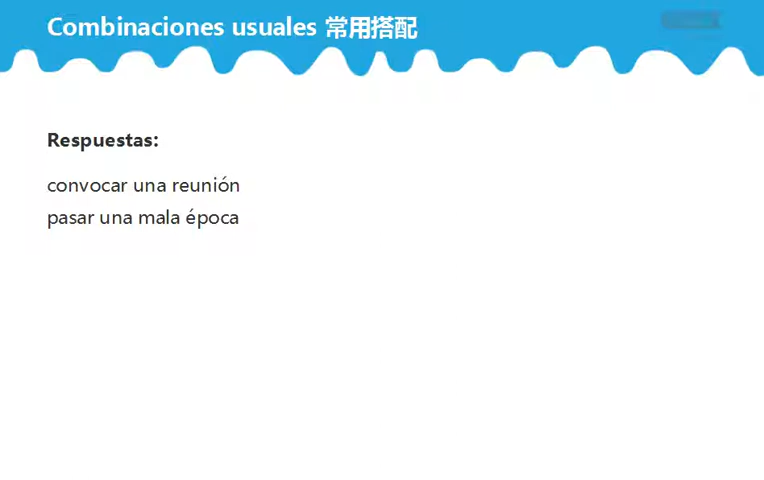 Combinaciones usuales 常用搭配
Respuestas:
convocar una reunión
pasar una mala época